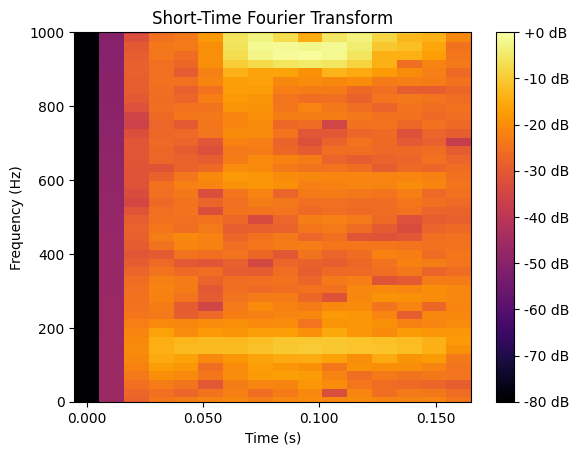 Short-Time Fourier Transform
1000
800
600
400
200
0
Frequency (Hz)
0.000
0.050
0.100
0.150
Time (s)
+0 dB
-10 dB
-20 dB
-30 dB
-40 dB
-50 dB
-60 dB
-70 dB
-80 dB